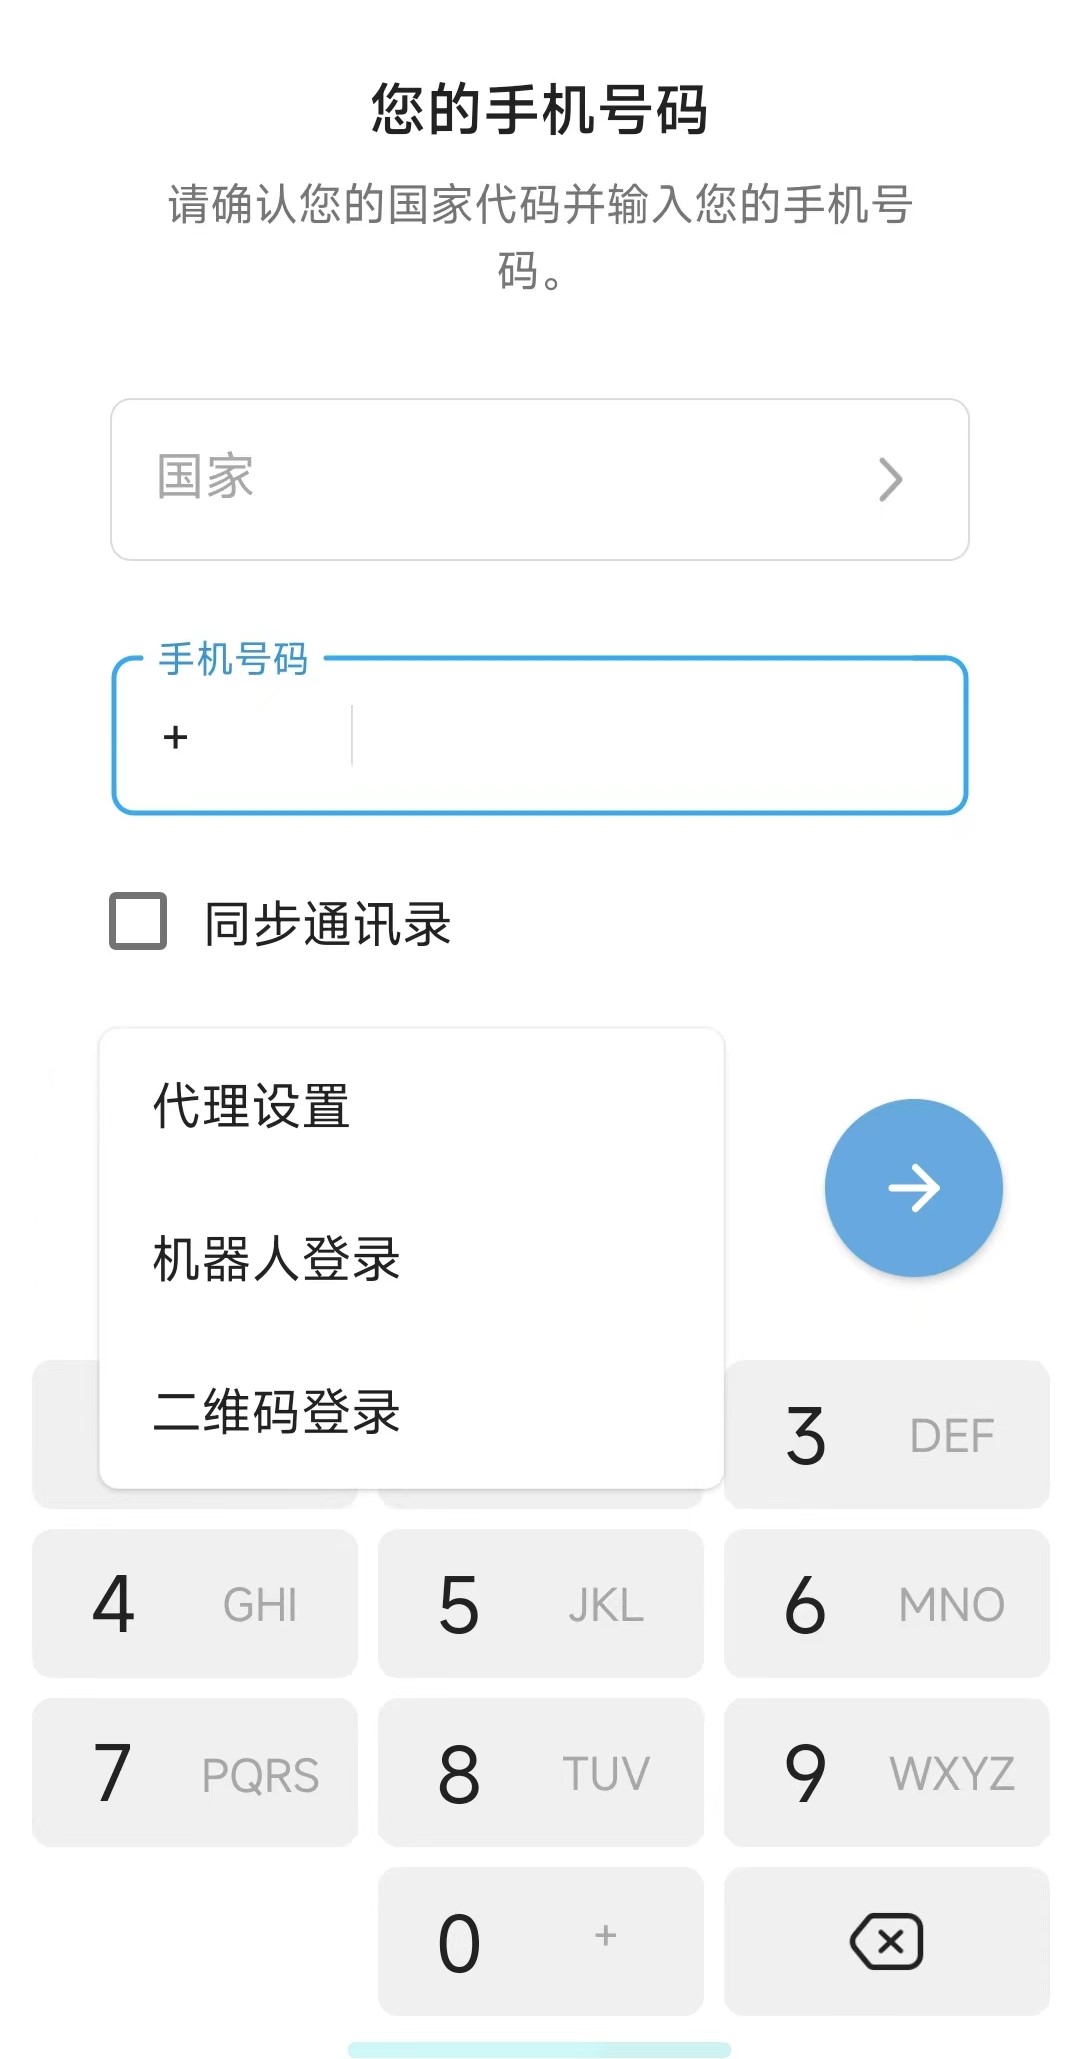 您的手机号码
请确认您的国家代码并输入您的手机号
码。
国家
手机号码
+
同步通讯录
代理设置
机器人登录
二维码登录
3 DEF
4 GHI 5 JKL 6 MNO
7 PQRS 8 TUV 9 WXYZ
0 +